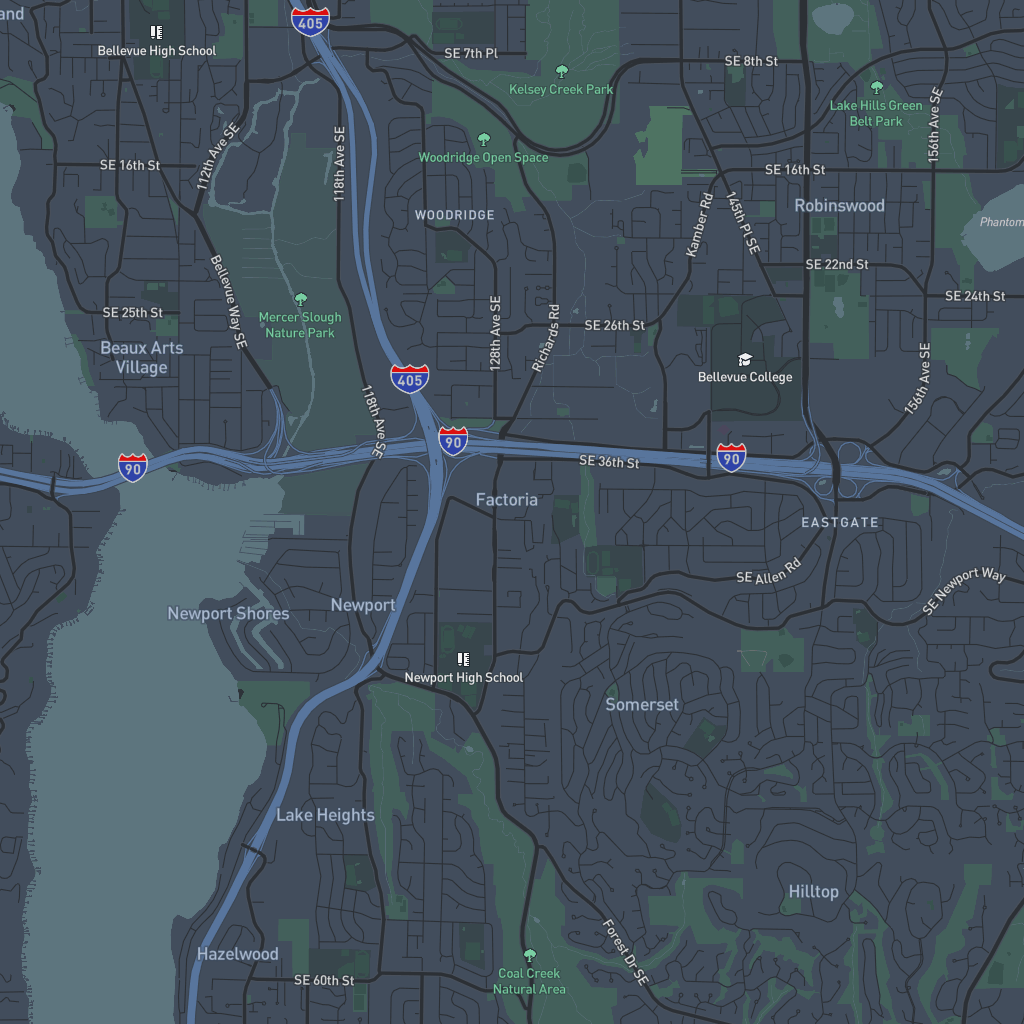 and
405
Bellevue High School
SE 7th Pl
SE 8th St
Kelsey Creek Park
Lake Hills Green
Belt Park
112th Ave SE
118th Ave SE
156th Ave SE
Woodridge Open Space
SE 16th St
SE 16th St
WOODRIDGE
Kamber Rd
145th Pl SE
Robinswood
Phantom
Bellevue Way SE
SE 22nd St
SE 24th St
Mercer Slough
Nature Park
SE 25th St
128th Ave SE
Richards Rd
SE 26th St
Beaux Arts
Village
405
Bellevue College
156th Ave SE
118th Ave SE
90
90
90
SE 36th St
Factoria
EASTGATE
SE Allen Rd
SE Newport Way
Newport Shores
Newport
Newport High School
Somerset
Lake Heights
Hilltop
Hazelwood
Forest Dr SE
SE 60th St
Coal Creek
Natural Area